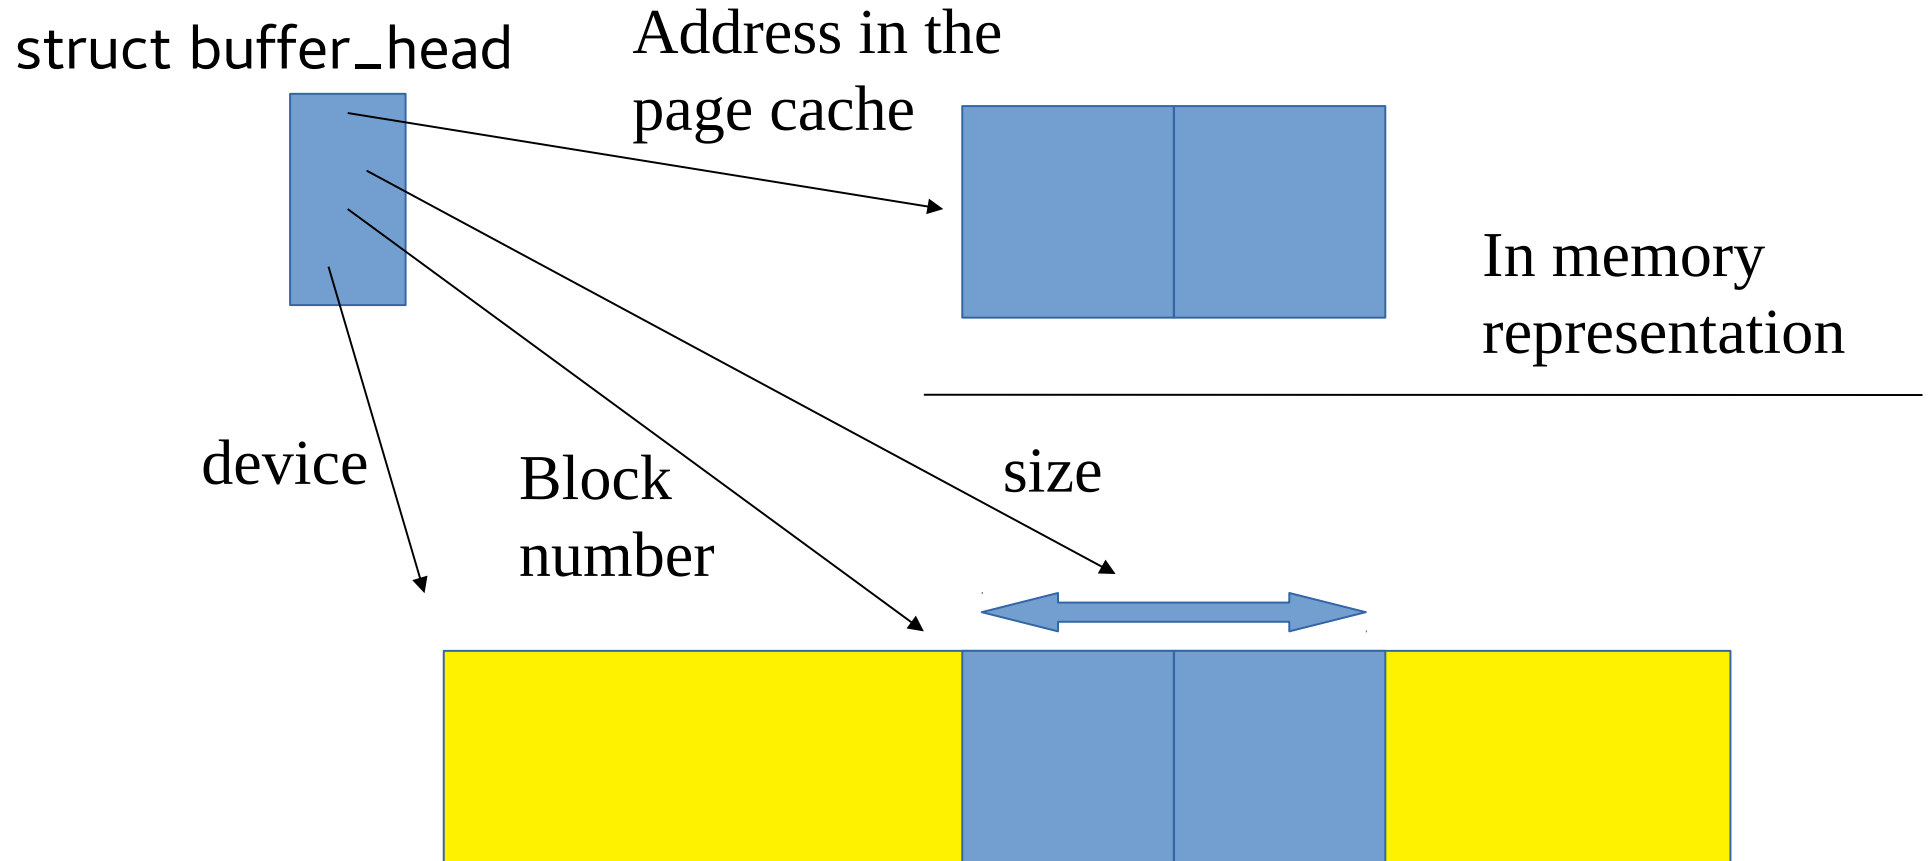 struct buffer_head
Address in the
page cache
In memory
representation
device
Block
number
size